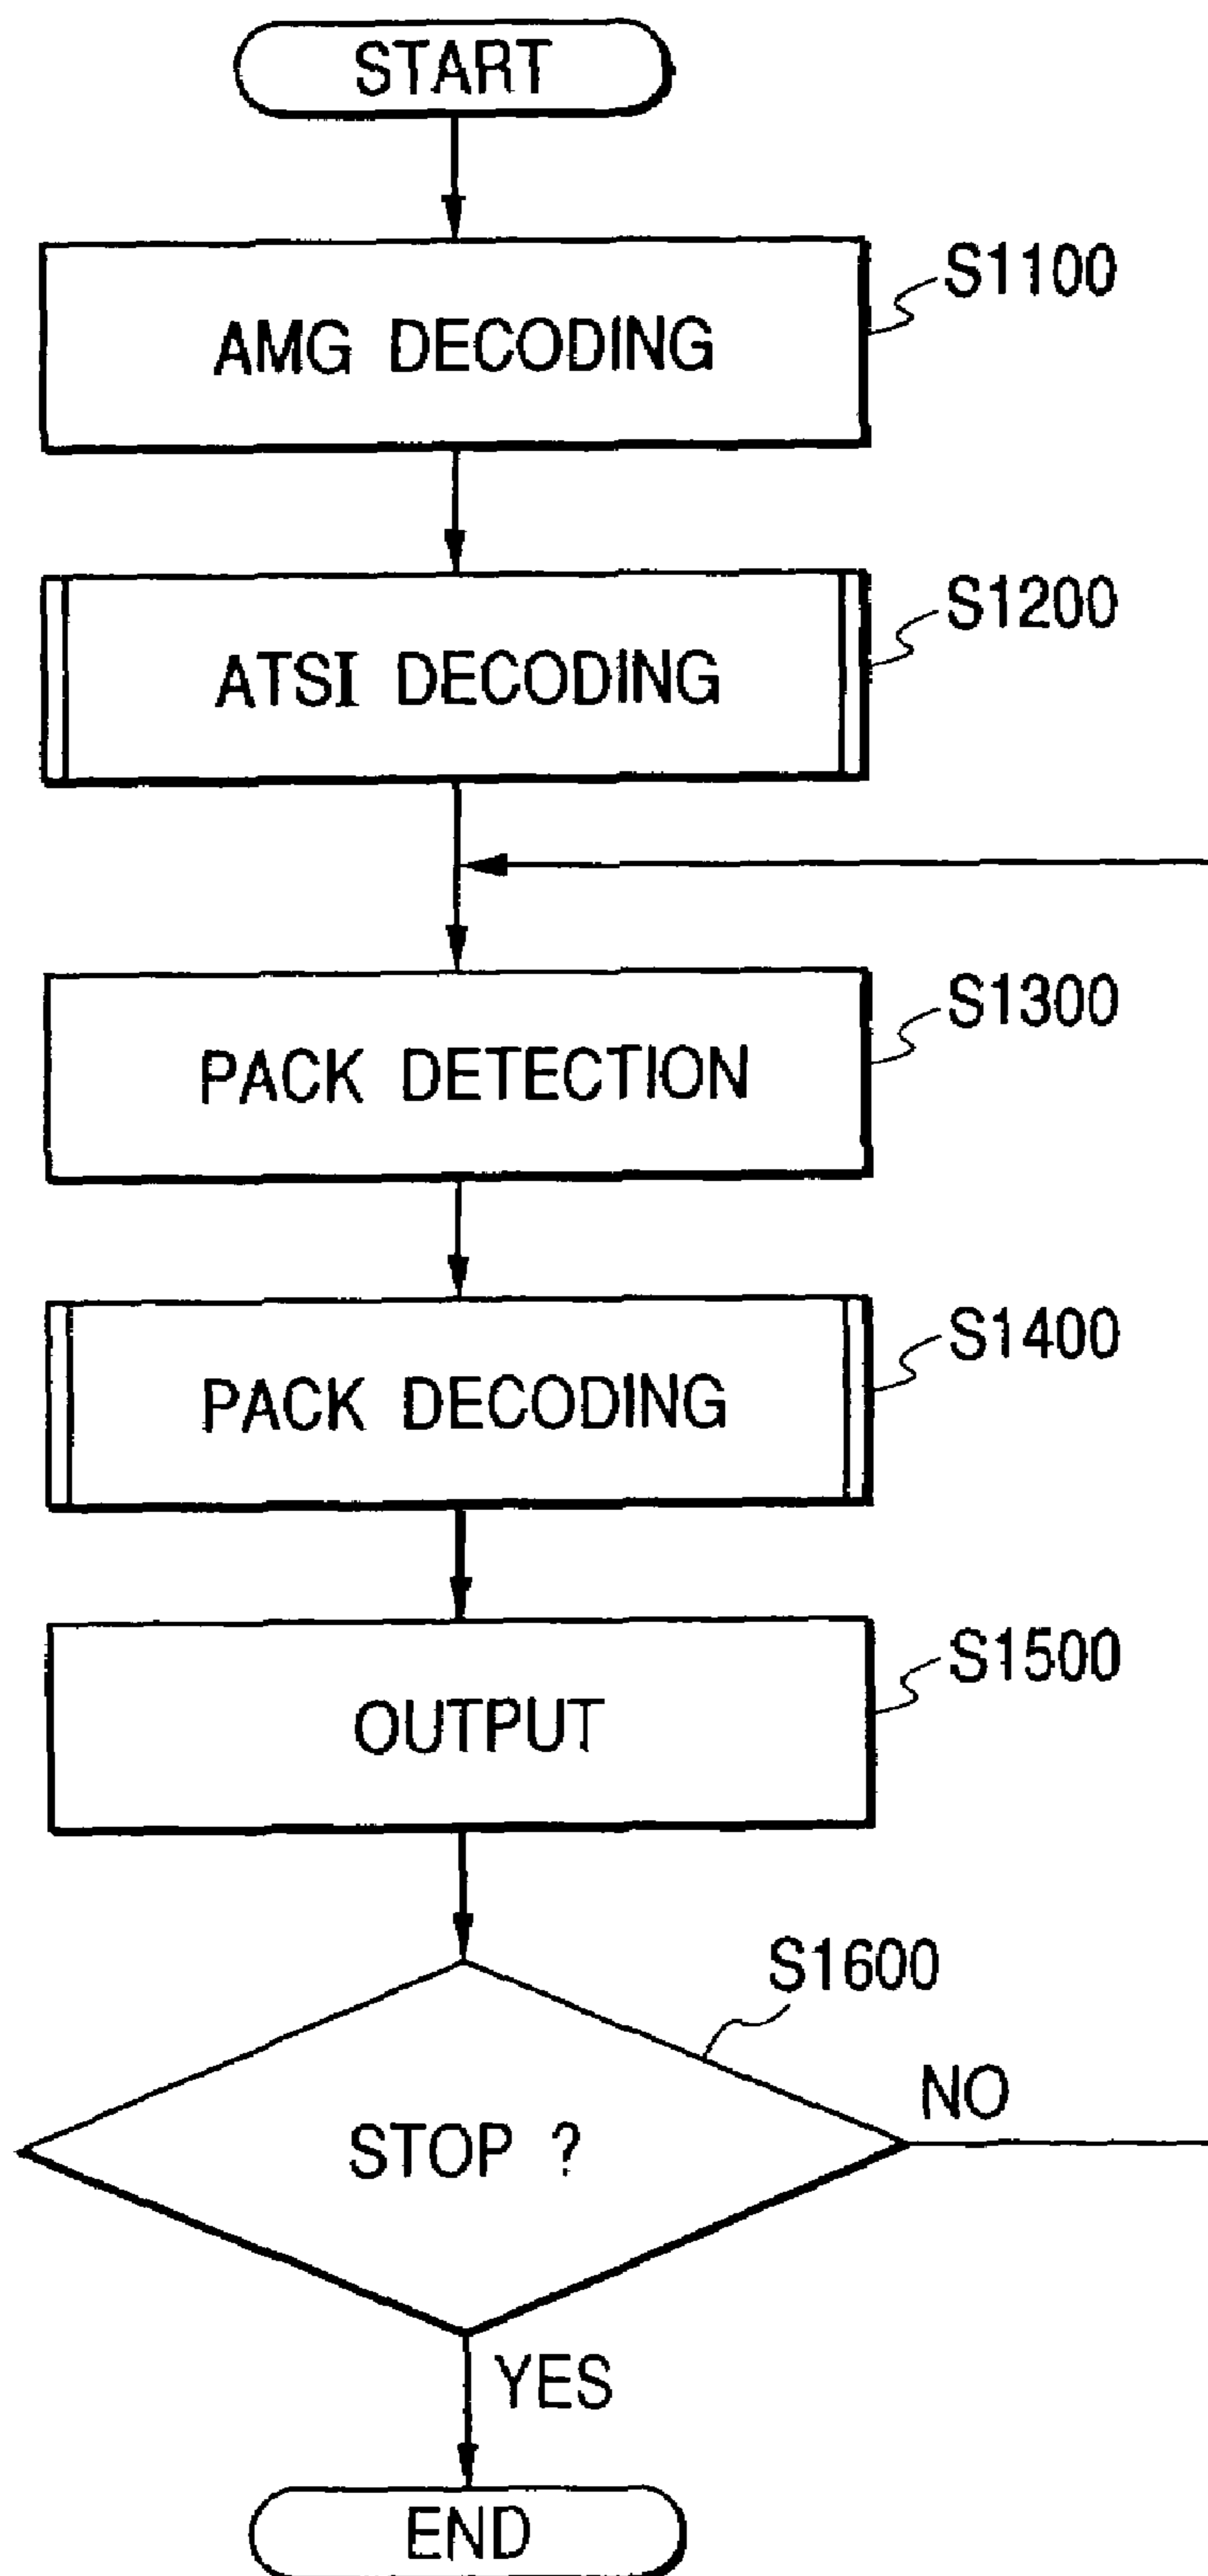 START
S1100
AMG DECODING
S1200
ATSI DECODING
S1300
PACK DETECTION
S1400
PACK DECODING
S1500
OUTPUT
S1600
NO
STOP ?
YES
END